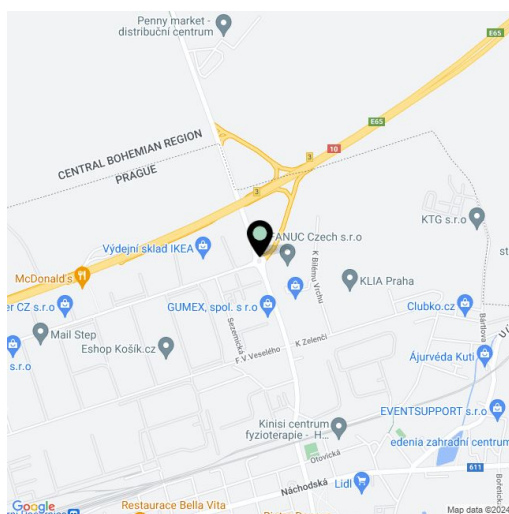 Penny market -
distribuční centrum
E65
E65
CENTRAL BOHEMIAN REGION
PRAGUE
3
10
3
KTG s.r.o
Výdejní sklad IKEA
FANUC Czech s.r.o
K Bílému Vrchu
McDonald's
KLIA Praha
er CZ s.r.o
GUMEX, spol. s r.o
Clubko.cz
Sezemická
Bártlova
Mail Step
Eshop Košík.cz
K Zelenči
F. V. Veselého
s.r.o
Ájurvéda Kuti
EVENTSUPPORT s.r.o
Kinisi centrum
fyzioterapie - H...
edenia zahradní centrum
Otovická
611
Náchodská
Lidl
Google
Restaurace Bella Vita
Map data ©2024